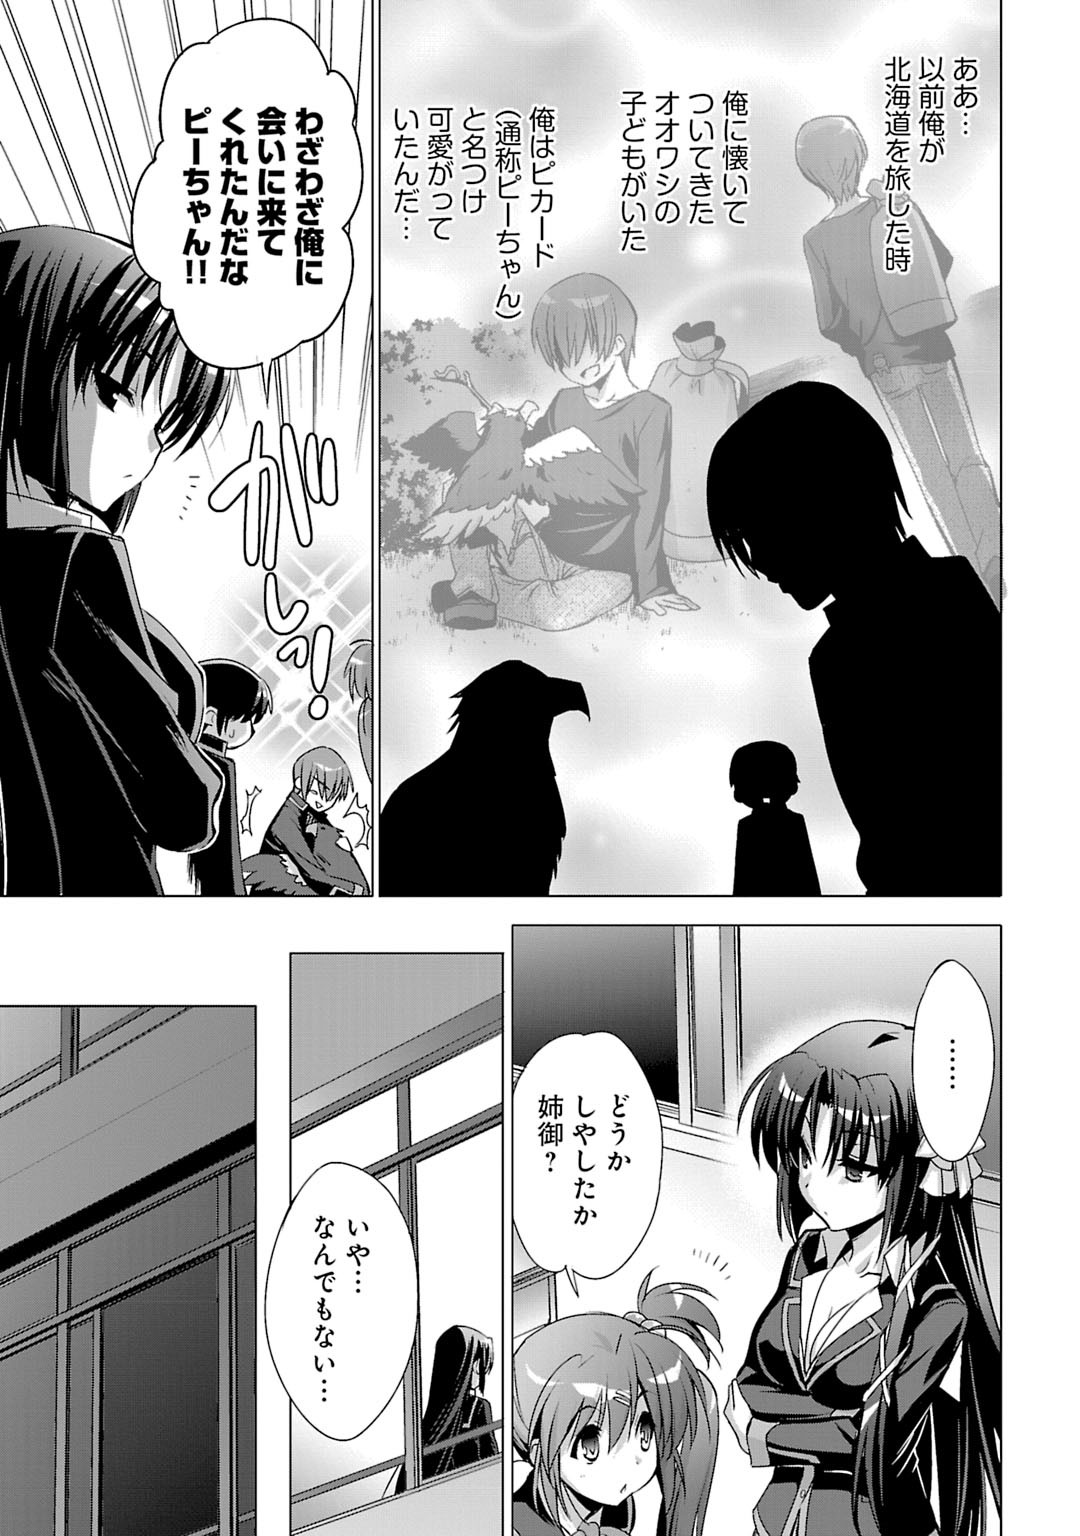 ああ…
以前俺が
北海道を旅した時
俺に懐いて
ついてきた
オオワシの
子どもがいた
俺はピカード
(通称ピーちゃん)
と名つけ
可愛がって
いたんだ…
わざわざ俺に
会いに来て
くれたんだな
ピーちゃん!!
がしっ!
……
どうか
しやしたか
姉御?
いや…
なんでもない…